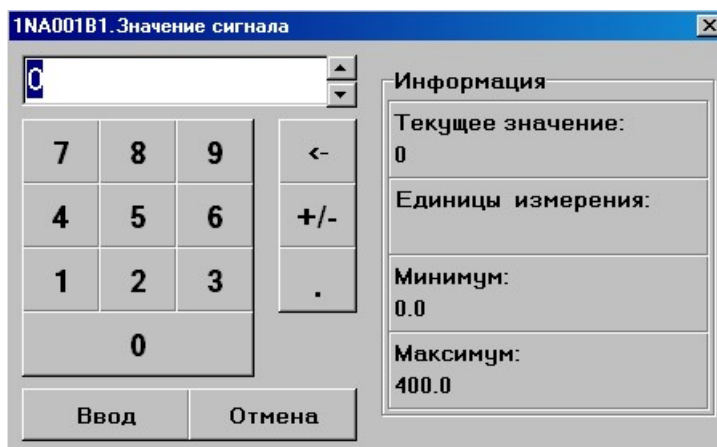 1NA001B1.Значение сигнала
0
7 8 9 <-
4 5 6 +/-
1 2 3 .
0
Ввод Отмена
Информация
Текущее значение:
0
Единицы измерения:
Минимум:
0.0
Максимум:
400.0